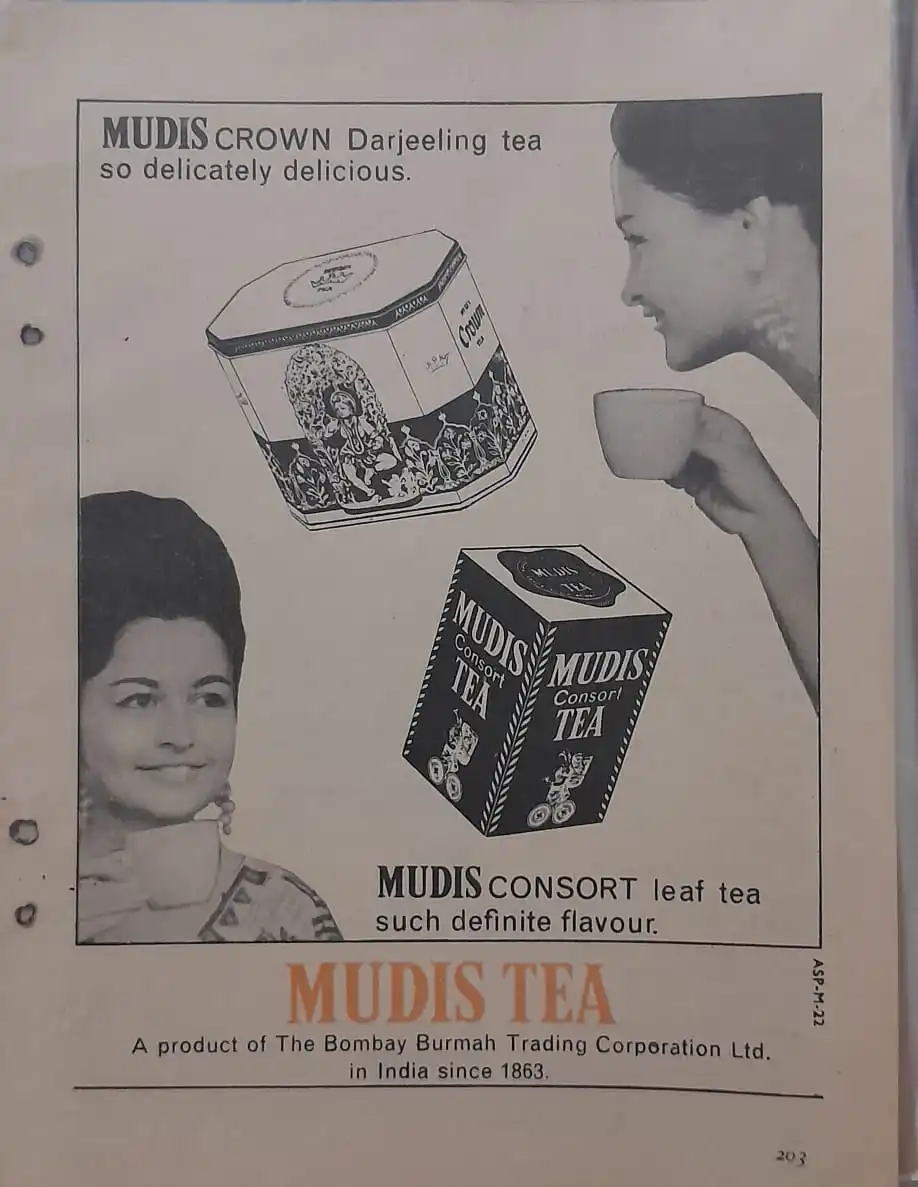 MUDIS CROWN Darjeeling tea
so delicately delicious.
Crown
MUDIS
TEA
MUDIS
Consort
TEA
MUDIS
Consort
TEA
MUDIS CONSORT leaf tea
such definite flavour.
ASP-M-22
MUDIS TEA
A product of The Bombay Burmah Trading Corporation Ltd.
in India since 1863.
203